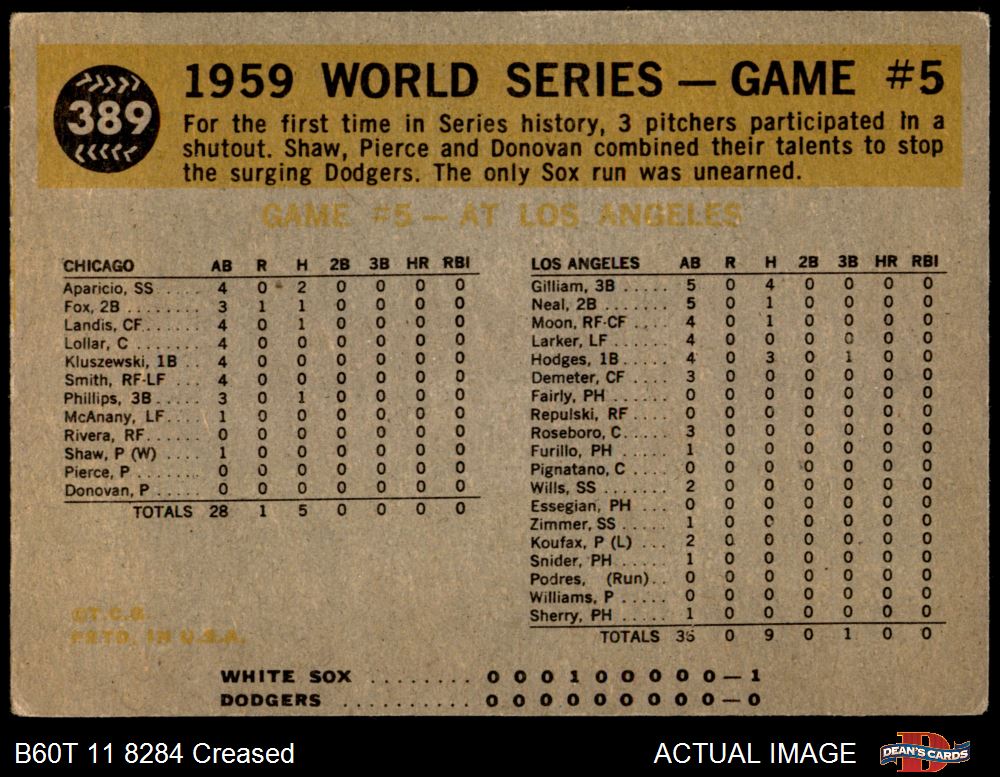 389
1959 WORLD SERIES — GAME #5
For the first time in Series history, 3 pitchers participated in a
shutout. Shaw, Pierce and Donovan combined their talents to stop
the surging Dodgers. The only Sox run was unearned.
GAME #5 — AT LOS ANGELES
CHICAGO AB R H 2B 3B HR RBI
Aparicio, SS ..... 4 0 2 0 0 0 0
Fox, 2B ........ 3 1 1 0 0 0 0
Landis, CF...... 4 0 1 0 0 0 0
Lollar, C ....... 4 0 0 0 0 0 0
Kluszewski, 1B .. 4 0 0 0 0 0 0
Smith, RF-LF ... 4 0 0 0 0 0 0
Phillips, 3B..... 3 0 1 0 0 0 0
McAnany, LF.... 1 0 0 0 0 0 0
Rivera, RF...... 0 0 0 0 0 0 0
Shaw, P (W) .... 1 0 0 0 0 0 0
Pierce, P ....... 0 0 0 0 0 0 0
Donovan, P ..... 0 0 0 0 0 0 0
TOTALS 28 1 5 0 0 0 0
LOS ANGELES AB R H 2B 3B HR RBI
Gilliam, 3B ..... 5 0 4 0 0 0 0
Neal, 2B ....... 5 0 1 0 0 0 0
Moon, RF-CF ... 4 0 1 0 0 0 0
Larker, LF ...... 4 0 0 0 0 0 0
Hodges, 1B ..... 4 0 3 0 1 0 0
Demeter, CF .... 3 0 0 0 0 0 0
Fairly, PH ...... 0 0 0 0 0 0 0
Repulski, RF .... 0 0 0 0 0 0 0
Roseboro, C..... 3 0 0 0 0 0 0
Furillo, PH ..... 1 0 0 0 0 0 0
Pignatano, C .... 0 0 0 0 0 0 0
Wills, SS ....... 2 0 0 0 0 0 0
Essegian, PH ... 0 0 0 0 0 0 0
Zimmer, SS ..... 1 0 0 0 0 0 0
Koufax, P (L) ... 2 0 0 0 0 0 0
Snider, PH ..... 1 0 0 0 0 0 0
Podres, (Run).. 0 0 0 0 0 0 0
Williams, P ..... 0 0 0 0 0 0 0
Sherry, PH ..... 1 0 0 0 0 0 0
TOTALS 36 0 9 0 1 0 0
©T.C.G.
PRTD. IN U.S.A.
WHITE SOX ........ 0 0 0 1 0 0 0 0 0 — 1
DODGERS .......... 0 0 0 0 0 0 0 0 0 — 0
B60T 11 8284 Creased
ACTUAL IMAGE
DEAN'S CARDS